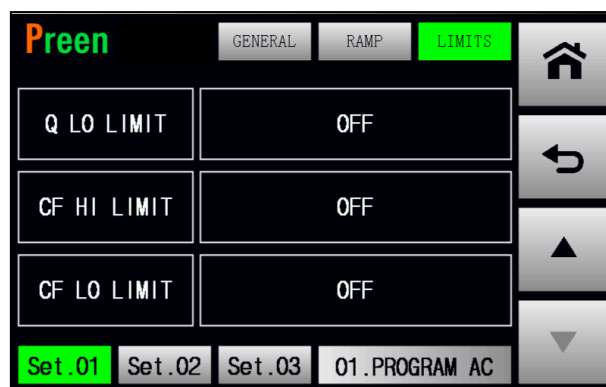 Preen GENERAL RAMP LIMITS
Q LO LIMIT OFF
CF HI LIMIT OFF
CF LO LIMIT OFF
Set.01 Set.02 Set.03 01.PROGRAM AC